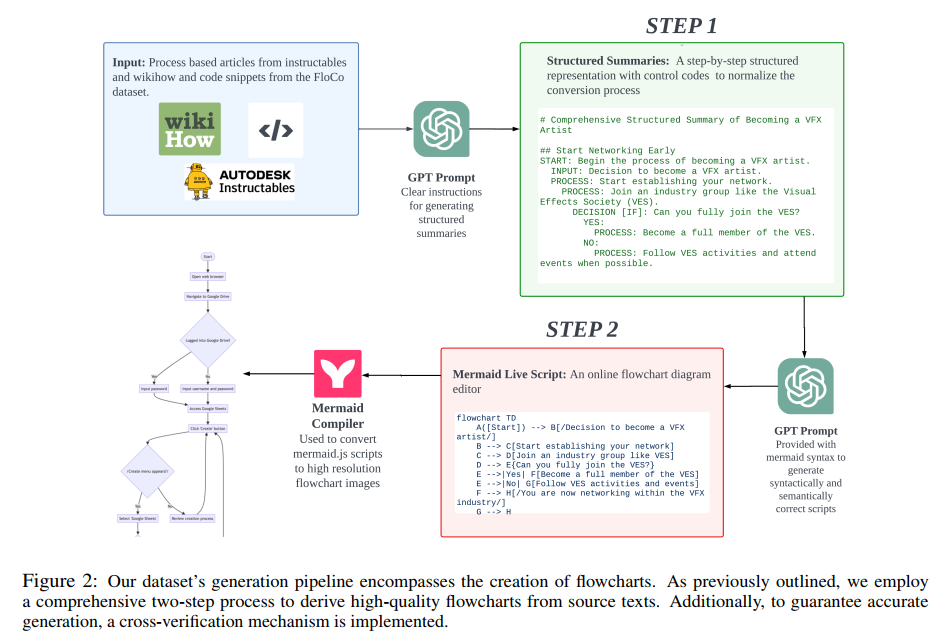 STEP 1
Input: Process based articles from instructables
and wikihow and code snippets from the FloCo
dataset.
wiki
How
</>
AUTODESK
Instructables
GPT Prompt
Clear instructions
for generating
structured
summaries
Structured Summaries: A step-by-step structured
representation with control codes to normalize the
conversion process
# Comprehensive Structured Summary of Becoming a VFX
Artist
## Start Networking Early
START: Begin the process of becoming a VFX artist.
INPUT: Decision to become a VFX artist.
PROCESS: Start establishing your network.
PROCESS: Join an industry group like the Visual
Effects Society (VES).
DECISION [IF]: Can you fully join the VES?
YES:
PROCESS: Become a full member of the VES.
NO:
PROCESS: Follow VES activities and attend
events when possible.
STEP 2
GPT Prompt
Provided with
mermaid syntax to
generate
syntactically and
semantically
correct scripts
Mermaid Live Script: An online flowchart diagram
editor
flowchart TD
A([Start]) --> B[/Decision to become a VFX
artist/]
B --> C[Start establishing your network]
C --> D[Join an industry group like VES]
D --> E{Can you fully join the VES?}
E -->|Yes| F[Become a full member of the VES]
E -->|No| G[Follow VES activities and events]
F --> H[/You are now networking within the VFX
industry/]
G --> H
Mermaid
Compiler
Used to convert
mermaid.js scripts
to high resolution
flowchart images
Start
Open web browser
Navigate to Google Drive
Logged into Google Drive?
Yes
No
Input password
Input username and password
Access Google Sheets
Click 'Create' button
Create menu appears?
Yes
No
Select Google Sheets
Review creation process
Figure 2: Our dataset's generation pipeline encompasses the creation of flowcharts. As previously outlined, we employ
a comprehensive two-step process to derive high-quality flowcharts from source texts. Additionally, to guarantee accurate
generation, a cross-verification mechanism is implemented.